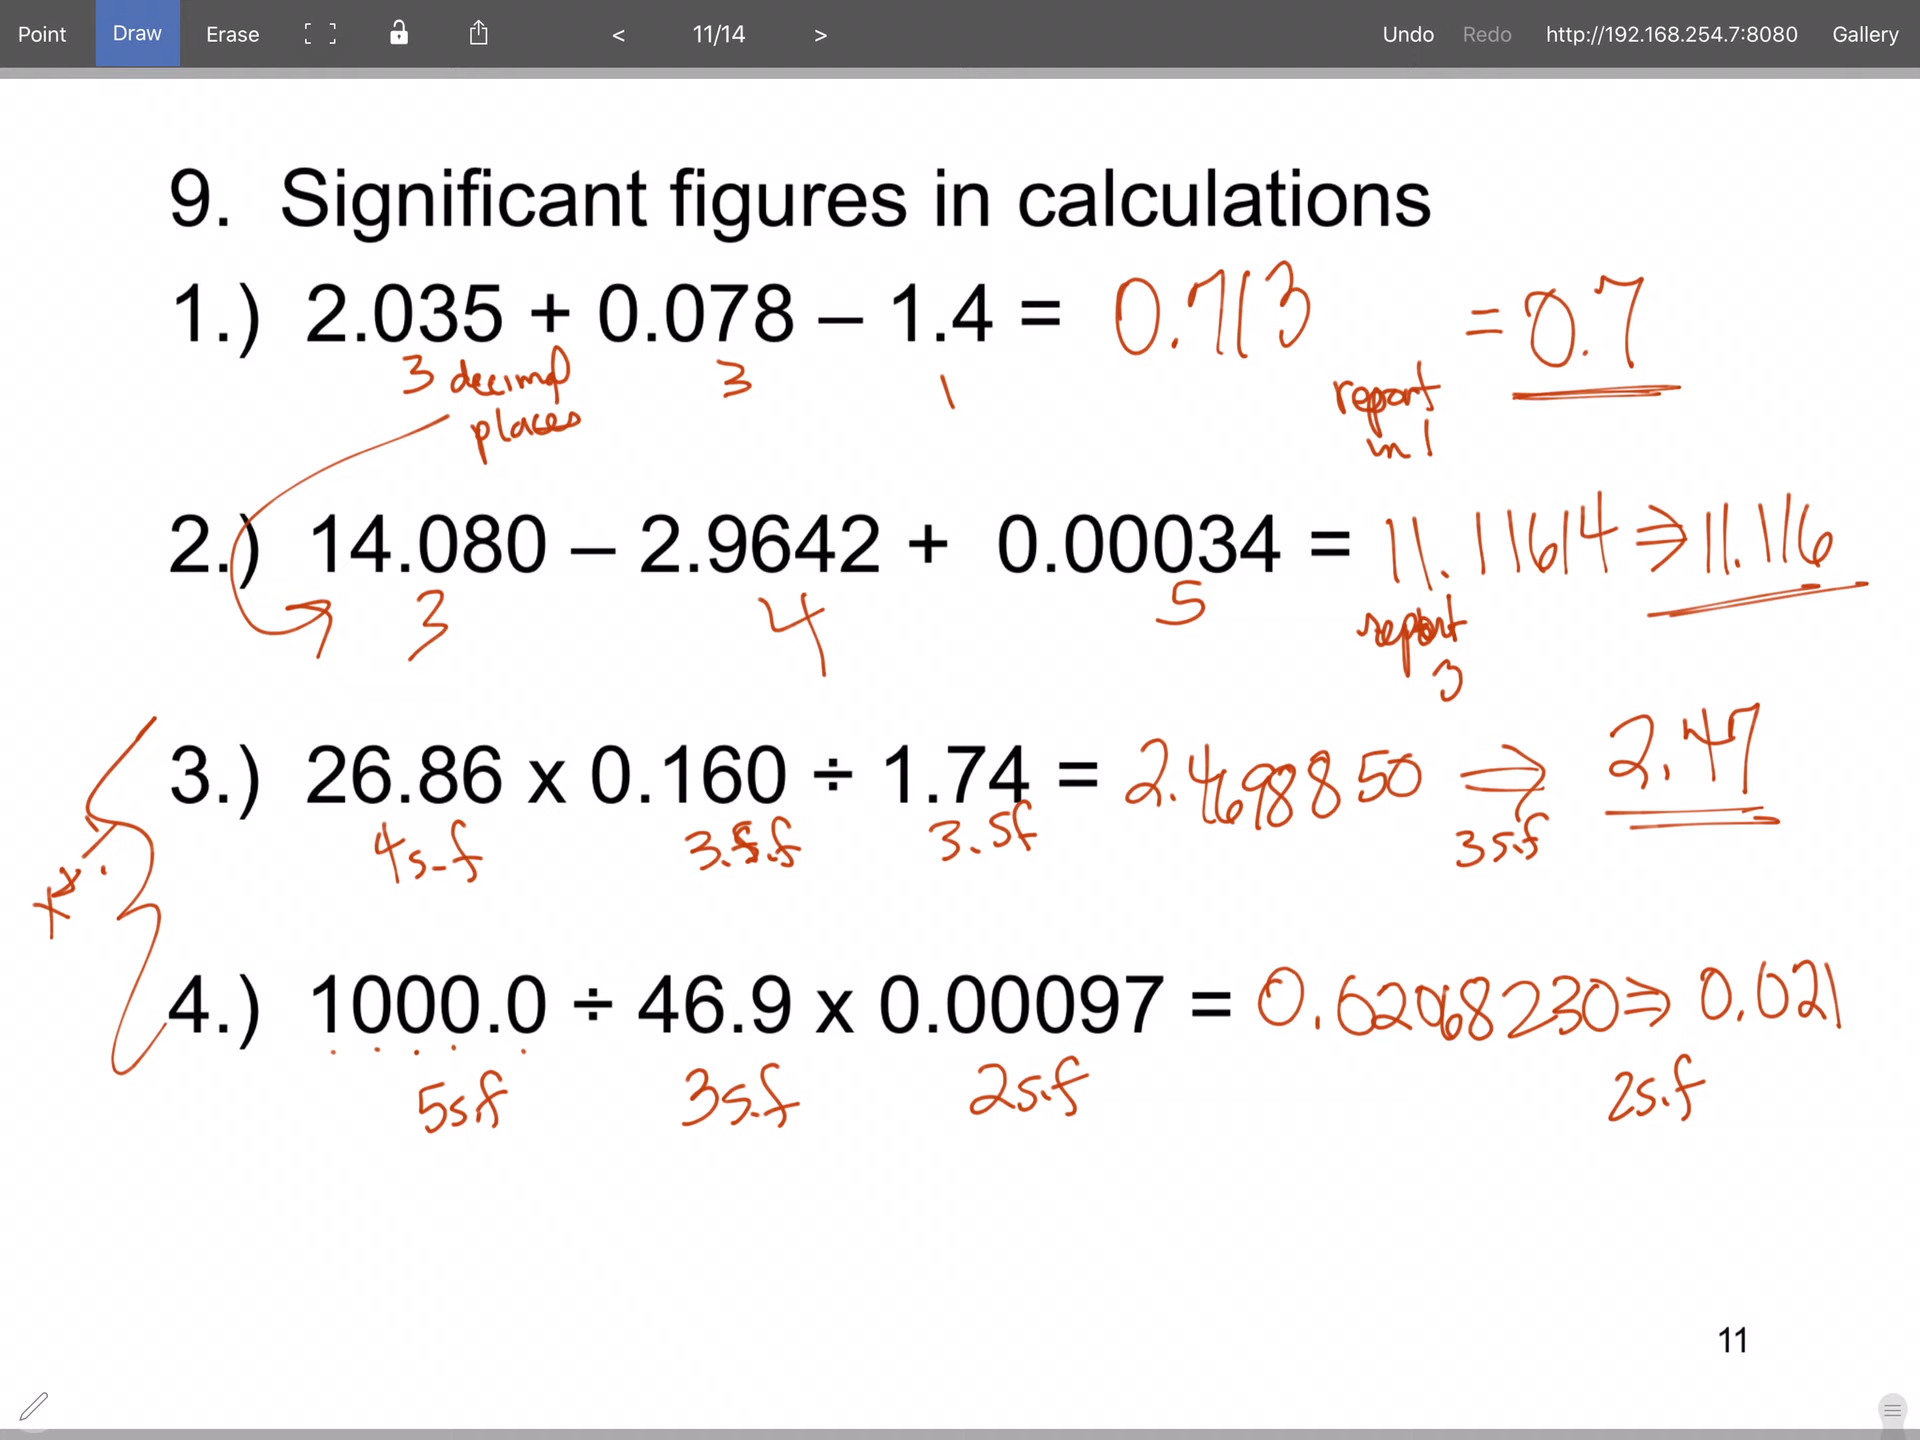 Point Draw Erase < 11/14 > Undo Redo http://192.168.254.7:8080 Gallery
9. Significant figures in calculations
1.) 2.035 + 0.078 – 1.4 = 0.713 = 0.7
3 decimal places 3 1 report in 1
2.) 14.080 – 2.9642 + 0.00034 = 11.11614 ⇒ 11.116
3 4 5 report 3
3.) 26.86 x 0.160 ÷ 1.74 = 2.4698850 ⇒ 2.47
4s.f 3.s.f 3.sf 3s.f
4.) 1000.0 ÷ 46.9 x 0.00097 = 0.02068230 ⇒ 0.021
5s.f 3s.f 2s.f 2s.f
11